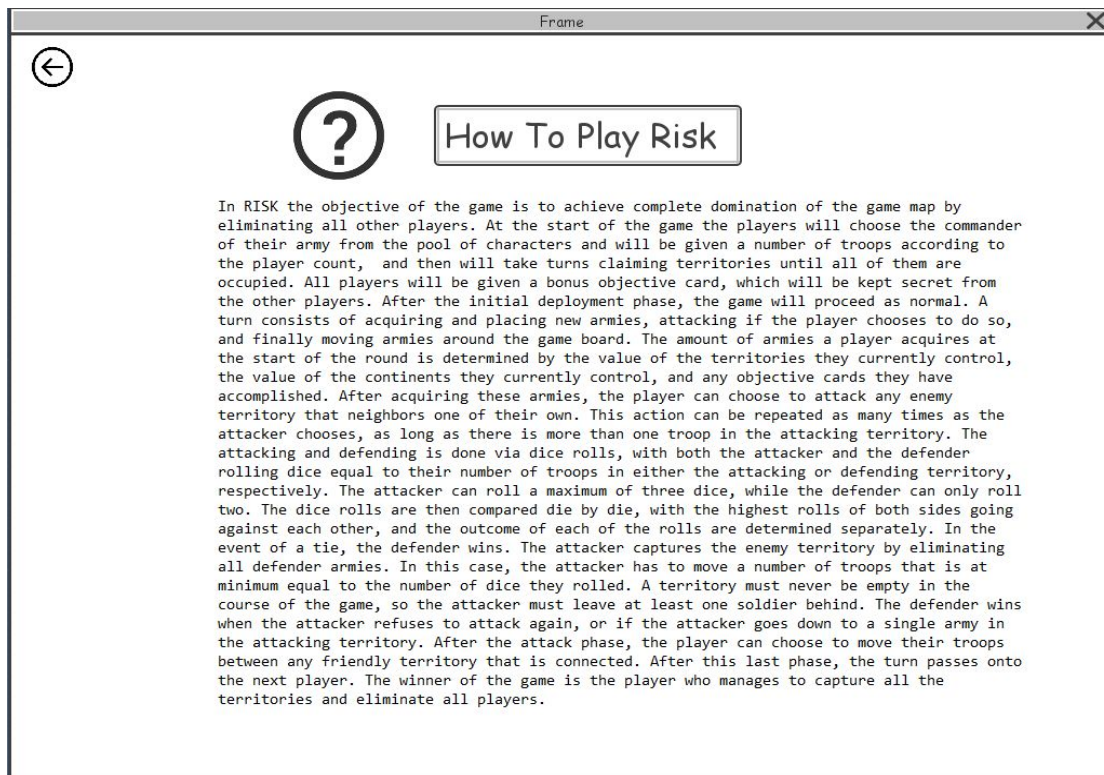 Frame
?
How To Play Risk
In RISK the objective of the game is to achieve complete domination of the game map by
eliminating all other players. At the start of the game the players will choose the commander
of their army from the pool of characters and will be given a number of troops according to
the player count,  and then will take turns claiming territories until all of them are
occupied. All players will be given a bonus objective card, which will be kept secret from
the other players. After the initial deployment phase, the game will proceed as normal. A
turn consists of acquiring and placing new armies, attacking if the player chooses to do so,
and finally moving armies around the game board. The amount of armies a player acquires at
the start of the round is determined by the value of the territories they currently control,
the value of the continents they currently control, and any objective cards they have
accomplished. After acquiring these armies, the player can choose to attack any enemy
territory that neighbors one of their own. This action can be repeated as many times as the
attacker chooses, as long as there is more than one troop in the attacking territory. The
attacking and defending is done via dice rolls, with both the attacker and the defender
rolling dice equal to their number of troops in either the attacking or defending territory,
respectively. The attacker can roll a maximum of three dice, while the defender can only roll
two. The dice rolls are then compared die by die, with the highest rolls of both sides going
against each other, and the outcome of each of the rolls are determined separately. In the
event of a tie, the defender wins. The attacker captures the enemy territory by eliminating
all defender armies. In this case, the attacker has to move a number of troops that is at
minimum equal to the number of dice they rolled. A territory must never be empty in the
course of the game, so the attacker must leave at least one soldier behind. The defender wins
when the attacker refuses to attack again, or if the attacker goes down to a single army in
the attacking territory. After the attack phase, the player can choose to move their troops
between any friendly territory that is connected. After this last phase, the turn passes onto
the next player. The winner of the game is the player who manages to capture all the
territories and eliminate all players.